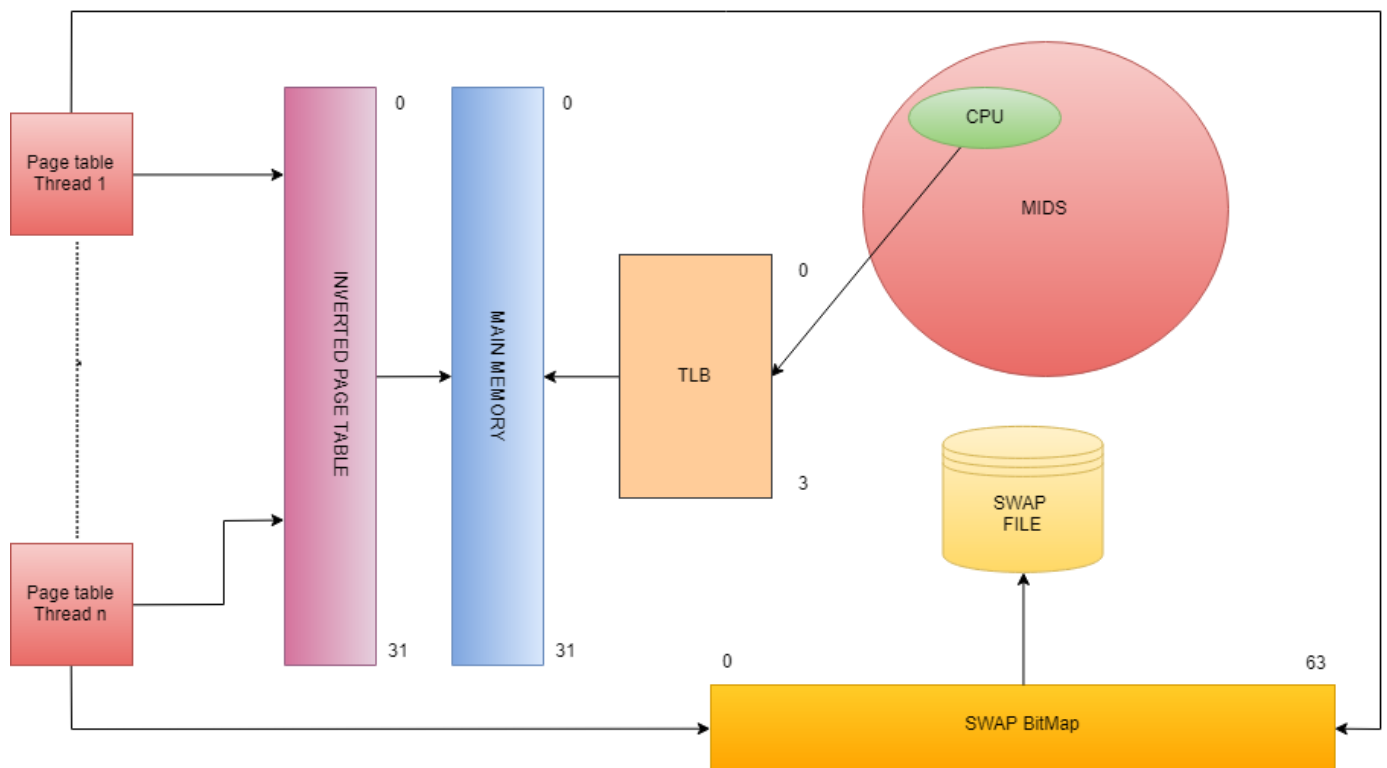 0
0
CPU
Page table
Thread 1
MIDS
0
INVERTED PAGE TABLE
MAIN MEMORY
TLB
3
SWAP
FILE
Page table
Thread n
31
31
0
63
SWAP BitMap